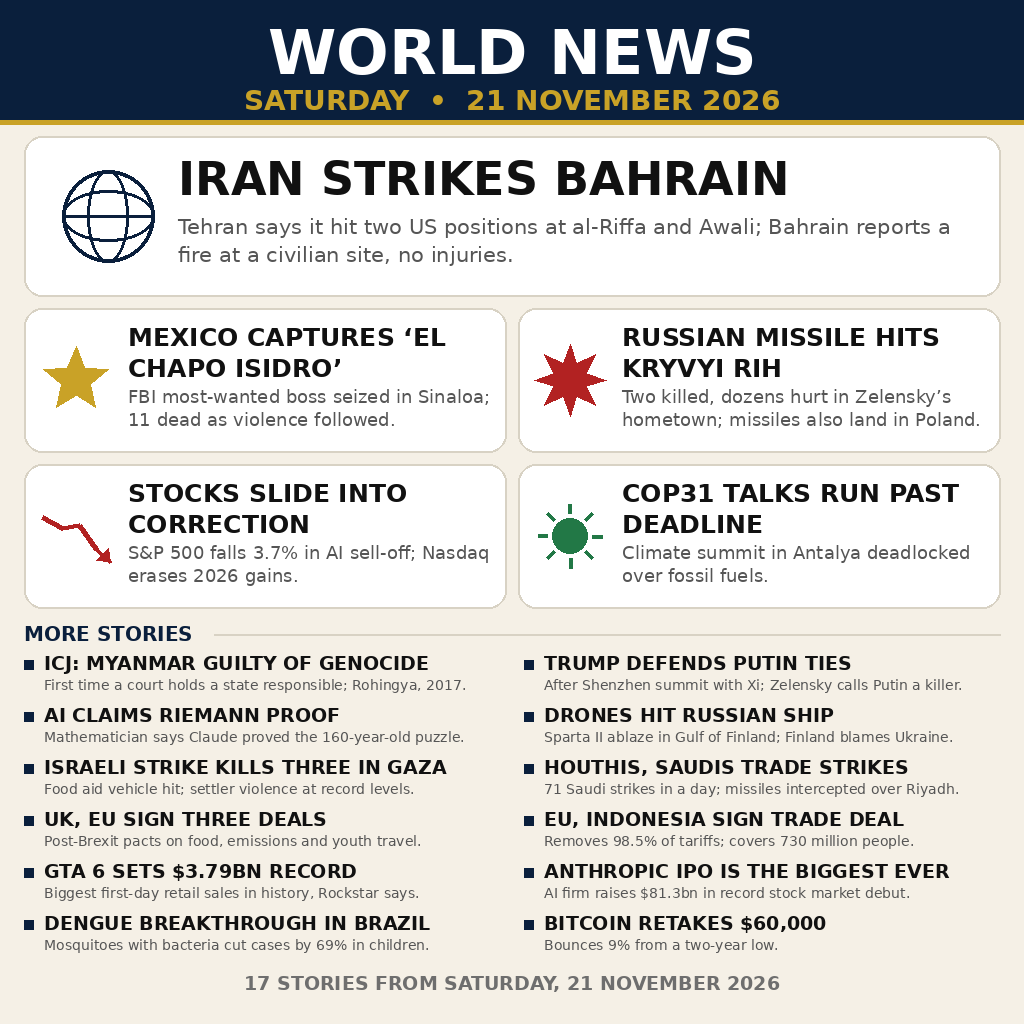 WORLD NEWS
SATURDAY • 21 NOVEMBER 2026
IRAN STRIKES BAHRAIN
Tehran says it hit two US positions at al-Riffa and Awali; Bahrain reports a
fire at a civilian site, no injuries.
MEXICO CAPTURES ‘EL
CHAPO ISIDRO’
FBI most-wanted boss seized in Sinaloa;
11 dead as violence followed.
RUSSIAN MISSILE HITS
KRYVYI RIH
Two killed, dozens hurt in Zelensky’s
hometown; missiles also land in Poland.
STOCKS SLIDE INTO
CORRECTION
S&P 500 falls 3.7% in AI sell-off; Nasdaq
erases 2026 gains.
COP31 TALKS RUN PAST
DEADLINE
Climate summit in Antalya deadlocked
over fossil fuels.
MORE STORIES
ICJ: MYANMAR GUILTY OF GENOCIDE
First time a court holds a state responsible; Rohingya, 2017.
AI CLAIMS RIEMANN PROOF
Mathematician says Claude proved the 160-year-old puzzle.
ISRAELI STRIKE KILLS THREE IN GAZA
Food aid vehicle hit; settler violence at record levels.
UK, EU SIGN THREE DEALS
Post-Brexit pacts on food, emissions and youth travel.
GTA 6 SETS $3.79BN RECORD
Biggest first-day retail sales in history, Rockstar says.
DENGUE BREAKTHROUGH IN BRAZIL
Mosquitoes with bacteria cut cases by 69% in children.
TRUMP DEFENDS PUTIN TIES
After Shenzhen summit with Xi; Zelensky calls Putin a killer.
DRONES HIT RUSSIAN SHIP
Sparta II ablaze in Gulf of Finland; Finland blames Ukraine.
HOUTHIS, SAUDIS TRADE STRIKES
71 Saudi strikes in a day; missiles intercepted over Riyadh.
EU, INDONESIA SIGN TRADE DEAL
Removes 98.5% of tariffs; covers 730 million people.
ANTHROPIC IPO IS THE BIGGEST EVER
AI firm raises $81.3bn in record stock market debut.
BITCOIN RETAKES $60,000
Bounces 9% from a two-year low.
17 STORIES FROM SATURDAY, 21 NOVEMBER 2026